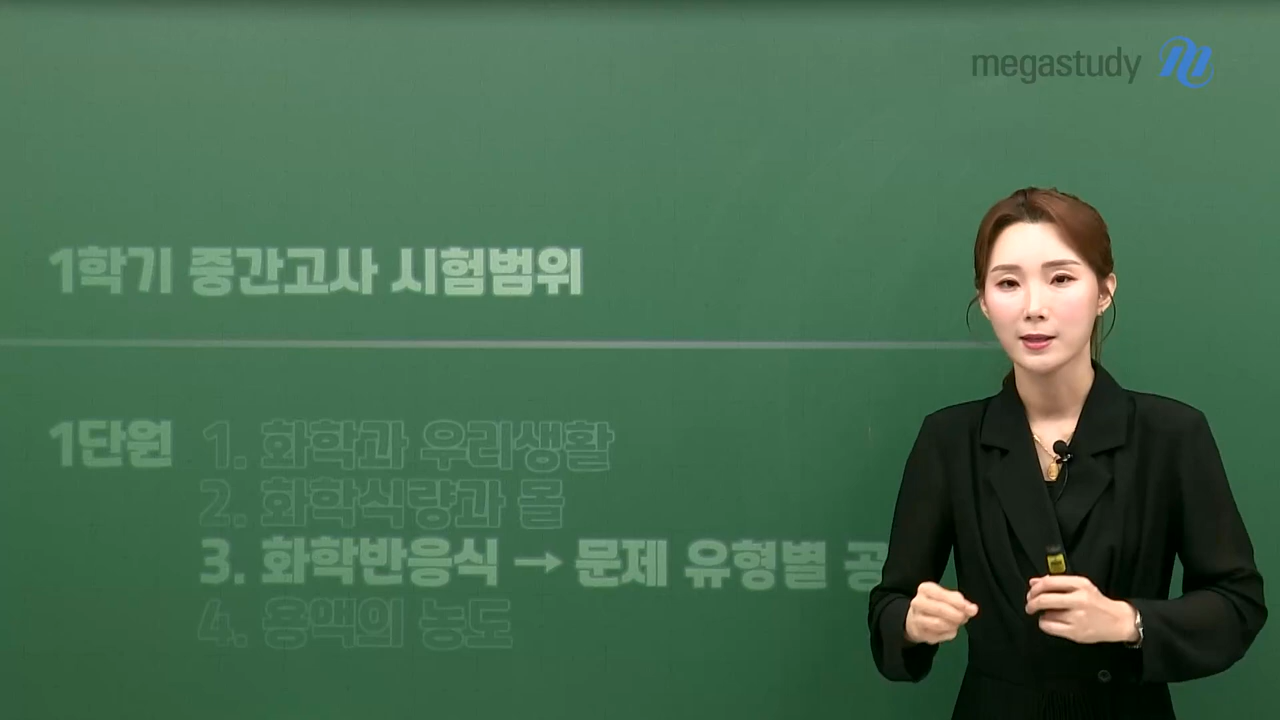 megastudy
1학기 중간고사 시험범위
1단원 1. 화학과 우리생활
2. 화학식량과 몰
3. 화학반응식 → 문제 유형별 공
4. 용액의 농도